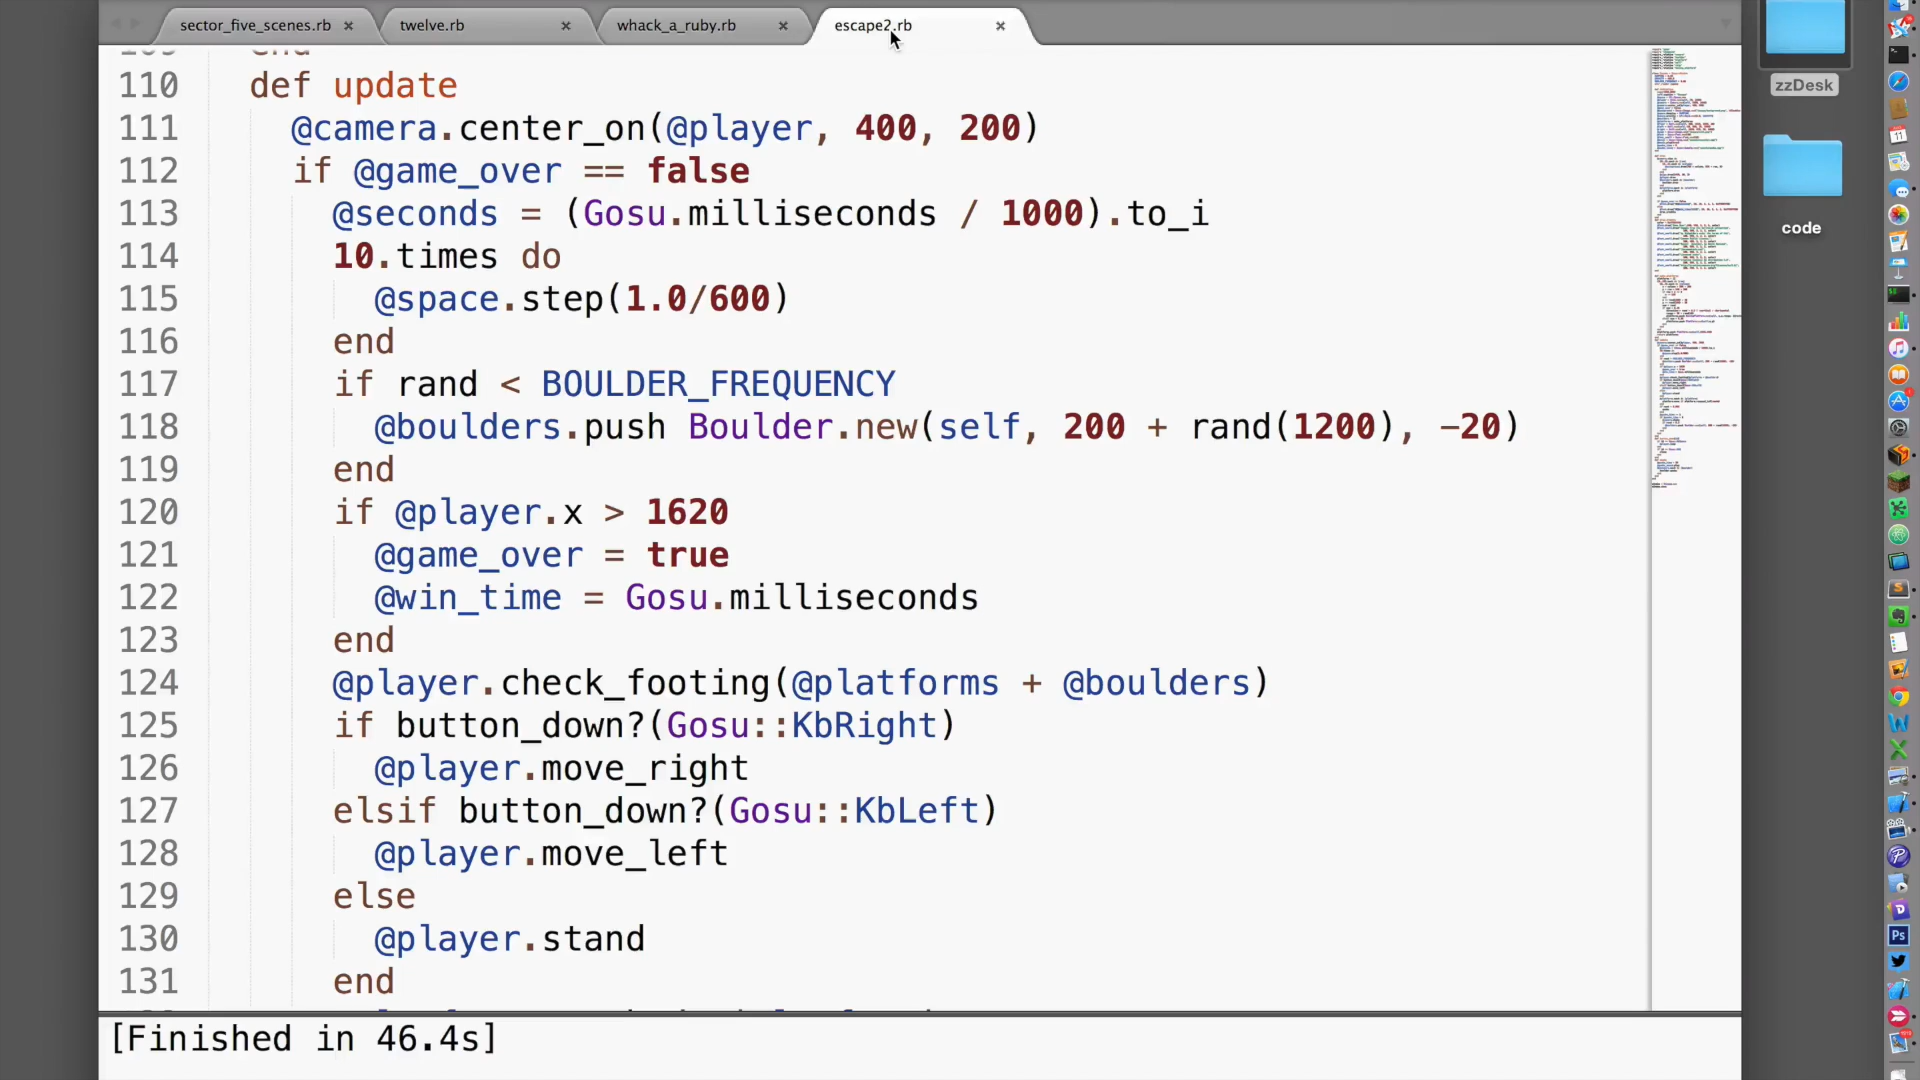 sector_five_scenes.rb × twelve.rb × whack_a_ruby.rb × escape2.rb ×
110 def update
111 @camera.center_on(@player, 400, 200)
112 if @game_over == false
113 @seconds = (Gosu.milliseconds / 1000).to_i
114 10.times do
115 @space.step(1.0/600)
116 end
117 if rand < BOULDER_FREQUENCY
118 @boulders.push Boulder.new(self, 200 + rand(1200), -20)
119 end
120 if @player.x > 1620
121 @game_over = true
122 @win_time = Gosu.milliseconds
123 end
124 @player.check_footing(@platforms + @boulders)
125 if button_down?(Gosu::KbRight)
126 @player.move_right
127 elsif button_down?(Gosu::KbLeft)
128 @player.move_left
129 else
130 @player.stand
131 end
[Finished in 46.4s]
zzDesk
code